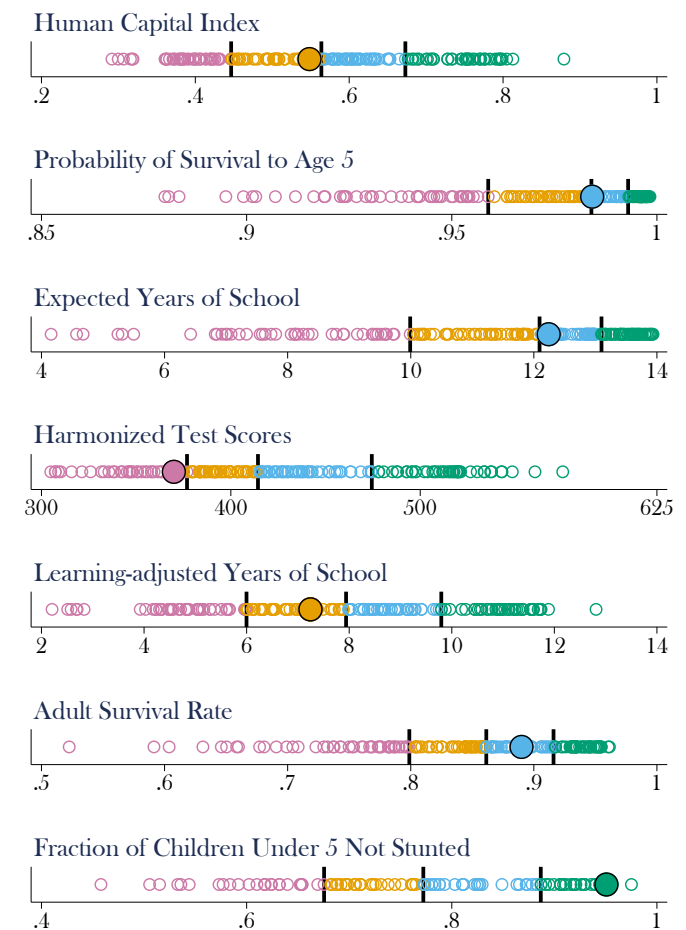 Human Capital Index
.2 .4 .6 .8 1
Probability of Survival to Age 5
.85 .9 .95 1
Expected Years of School
4 6 8 10 12 14
Harmonized Test Scores
300 400 500 625
Learning-adjusted Years of School
2 4 6 8 10 12 14
Adult Survival Rate
.5 .6 .7 .8 .9 1
Fraction of Children Under 5 Not Stunted
.4 .6 .8 1